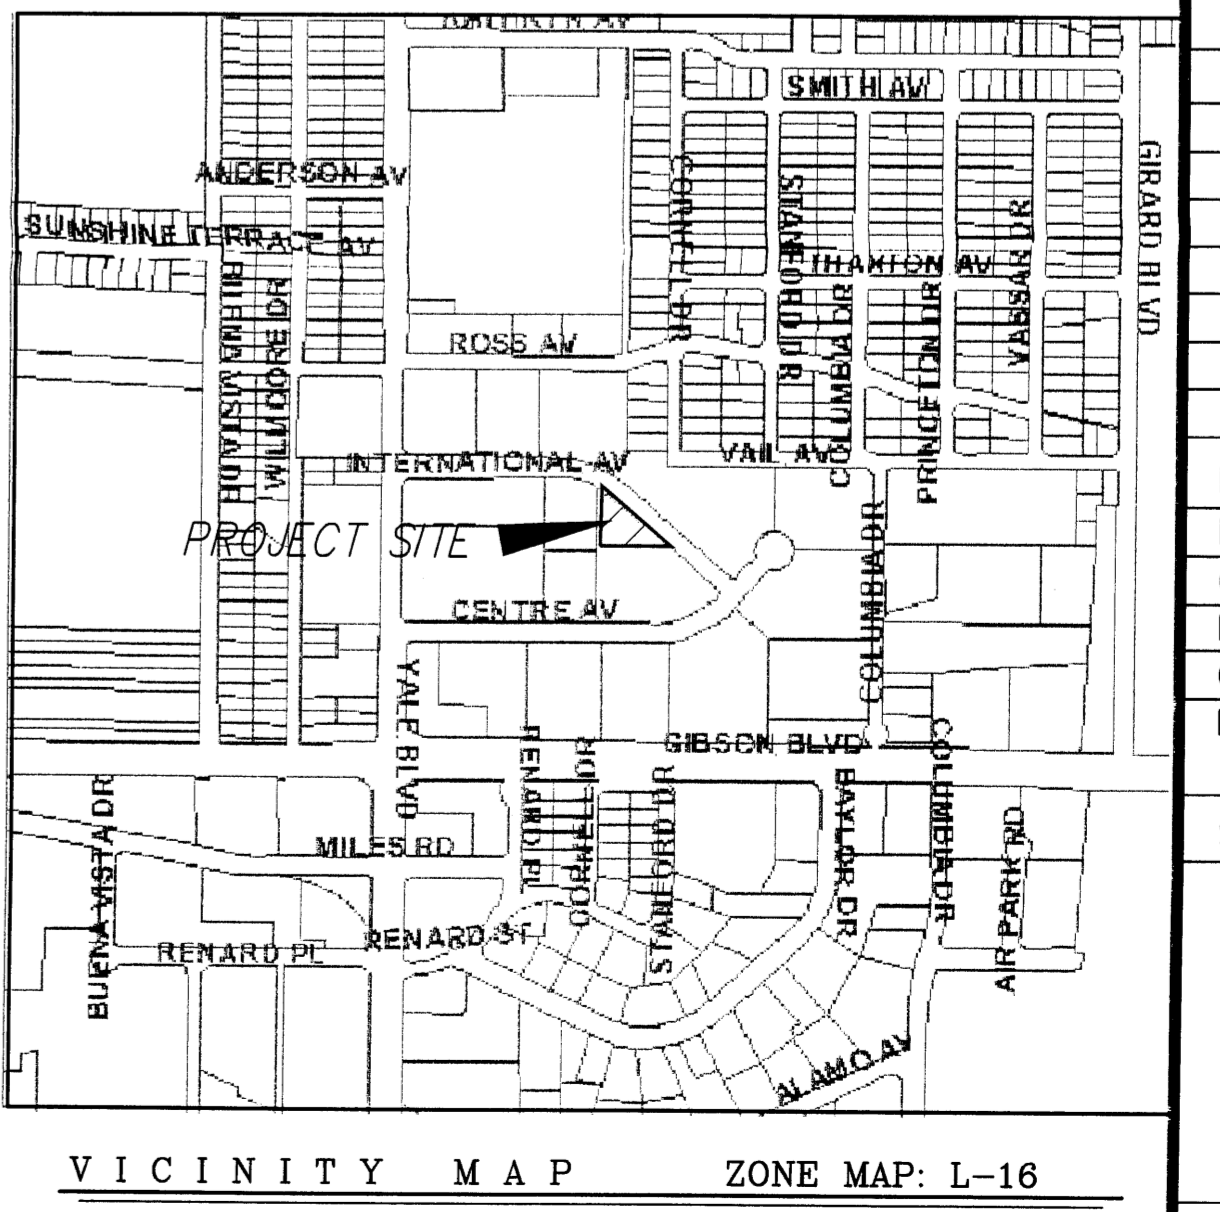 SMITH AV
ANDERSON AV
SUNSHINE TERRACE AV
GIRARD BLVD
CORNELL DR
STANFORD DR
THAXTON AV
VASSAR DR
BUENA VISTA DR
WILMOORE DR
COLUMBIA DR
PRINCETON DR
ROSS AV
INTERNATIONAL AV
VAIL AV
PROJECT SITE
COLUMBIA DR
CENTRE AV
YALE BLVD
GIBSON BLVD
RENARD PL
CORNELL DR
STANFORD DR
BAYLOR DR
COLUMBIA DR
AIR PARK RD
BUENA VISTA DR
MILES RD
RENARD PL
RENARD ST
ALAMO AV
VICINITY MAP
ZONE MAP: L-16